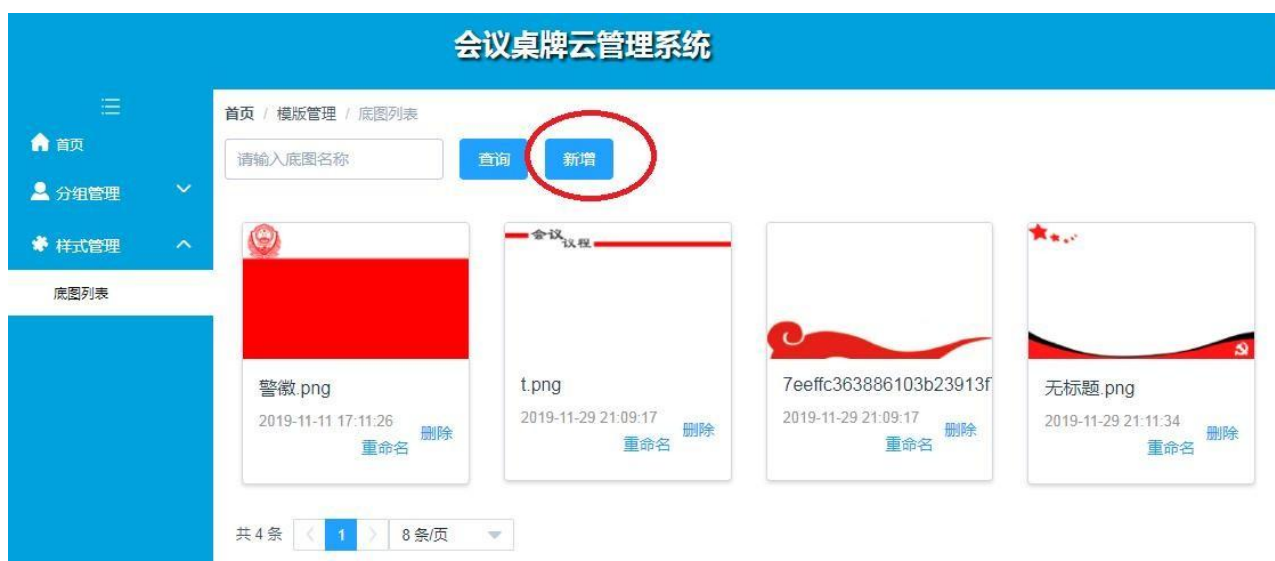 会议桌牌云管理系统
首页 / 模版管理 / 底图列表
首页
请输入底图名称
查询
新增
分组管理
样式管理
底图列表
会议
议程
警徽.png
2019-11-11 17:11:26
删除
重命名
t.png
2019-11-29 21:09:17
删除
重命名
7eeffc363886103b23913f
2019-11-29 21:09:17
删除
重命名
无标题.png
2019-11-29 21:11:34
删除
重命名
共 4 条
1
8 条/页